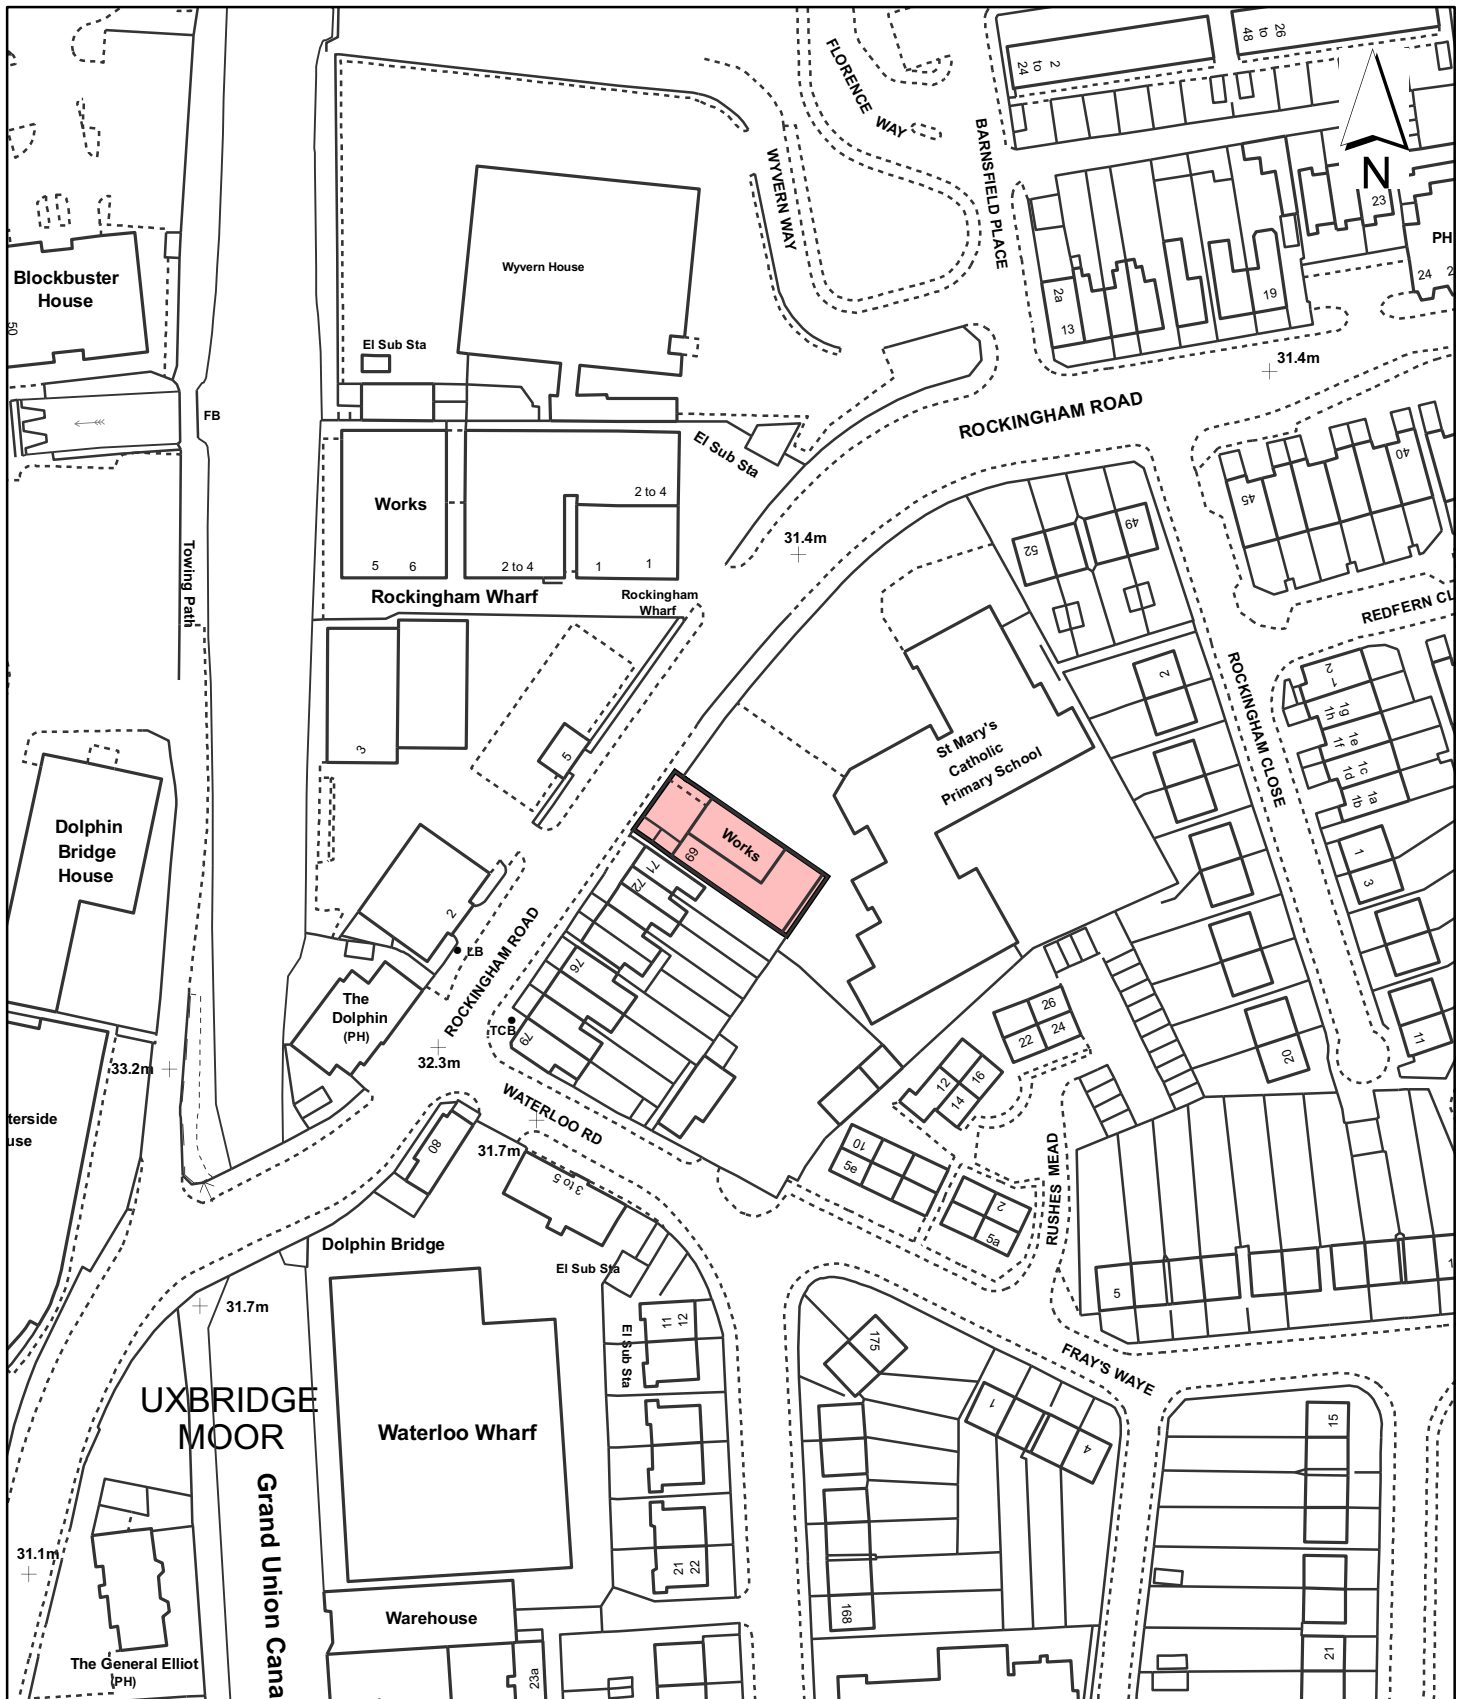 FLORENCE WAY
26
to
48
2
to
24
N
BARNSFIELD PLACE
WYVERN WAY
23
PH
24
2
Blockbuster
House
50
Wyvern House
2a
13
19
El Sub Sta
31.4m
FB
ROCKINGHAM ROAD
El Sub Sta
40
45
49
52
Works
2 to 4
5
6
2 to 4
1
1
31.4m
Towing Path
Rockingham Wharf
Rockingham
Wharf
REDFERN CL
ROCKINGHAM CLOSE
2
2
1
1g
1h
1e
1f
1c
1d
1a
1b
3
5
St Mary's
Catholic
Primary School
Works
69
71
72
1
3
Dolphin
Bridge
House
2
LB
ROCKINGHAM ROAD
76
The
Dolphin
(PH)
TCB
79
26
22
24
11
20
32.3m
33.2m
12
16
14
WATERLOO RD
terside
use
80
31.7m
10
5e
3 to 5
RUSHES MEAD
2
5a
Dolphin Bridge
El Sub Sta
5
1
31.7m
11
12
El Sub Sta
175
FRAY'S WAYE
UXBRIDGE
MOOR
Waterloo Wharf
1
4
15
Grand Union Cana
31.1m
21
22
168
Warehouse
The General Elliot
(PH)
23a
21